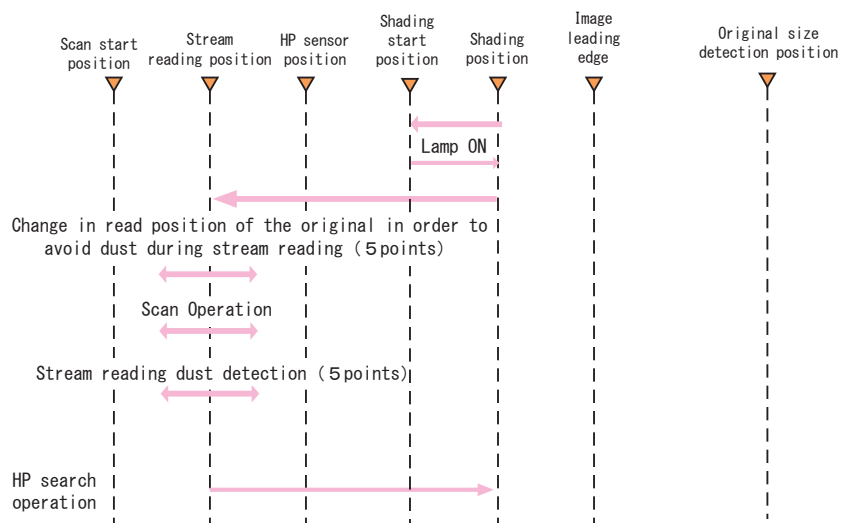 Scan start
position
Stream
reading position
HP sensor
position
Shading
start
position
Shading
position
Image
leading
edge
Original size
detection position
Lamp ON
Change in read position of the original in order to
avoid dust during stream reading (5points)
Scan Operation
Stream reading dust detection (5points)
HP search
operation